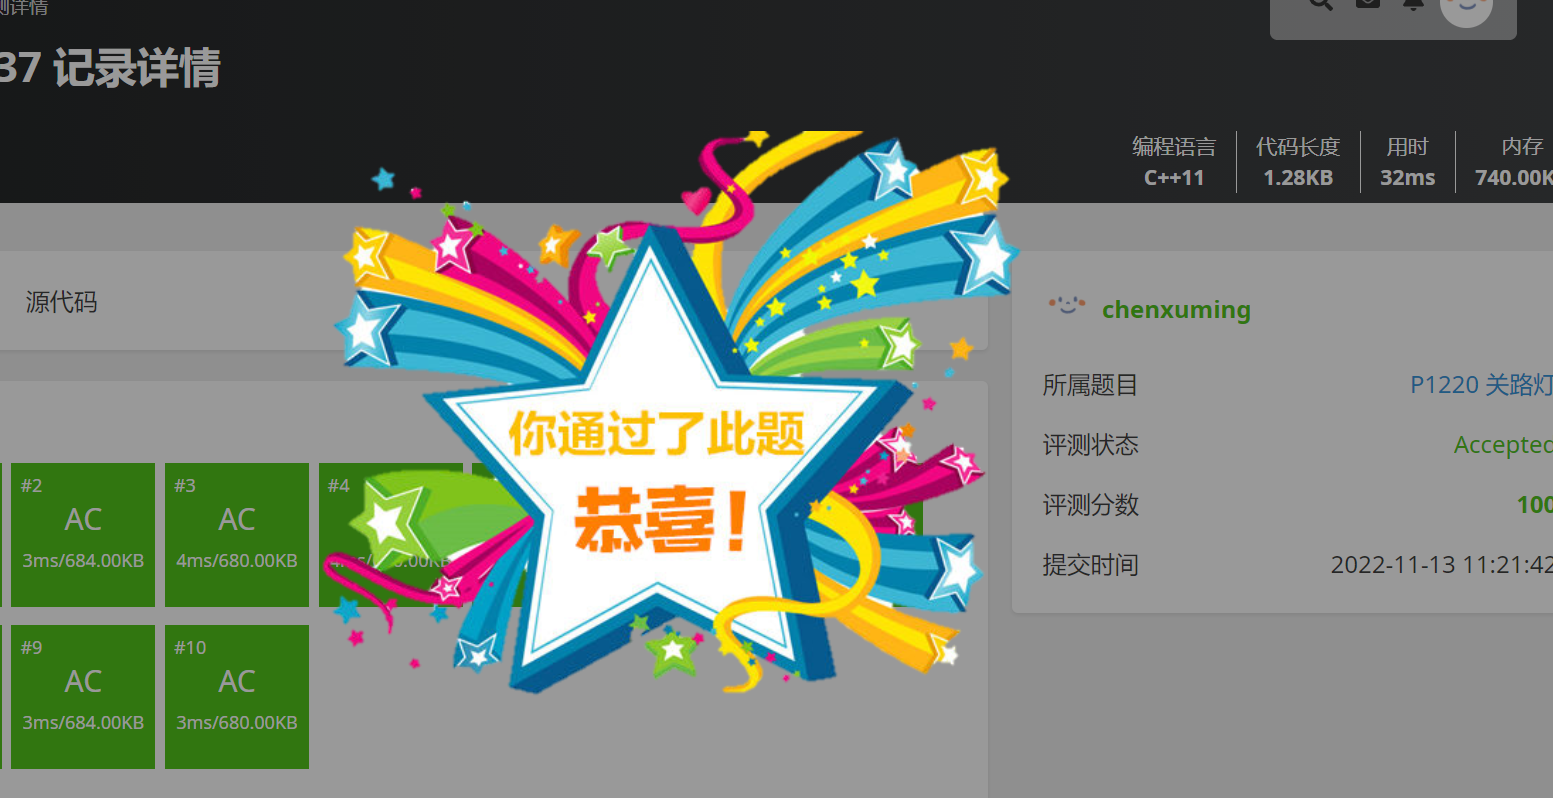 测详情
37 记录详情
编程语言 代码长度 用时 内存
C++11 1.28KB 32ms 740.00K
源代码
chenxuming
所属题目 P1220 关路灯
评测状态 Accepted
评测分数 100
提交时间 2022-11-13 11:21:42
你通过了此题
恭喜!
#2 #3 #4
AC AC
3ms/684.00KB 4ms/680.00KB
#9 #10
AC AC
3ms/684.00KB 3ms/680.00KB